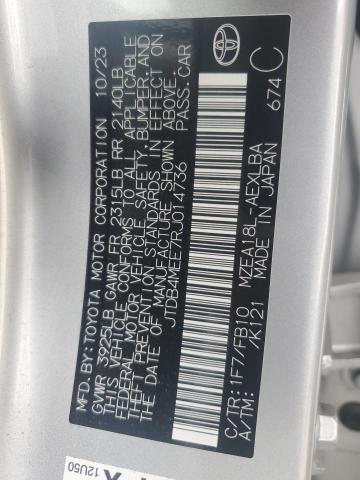 MFD. BY: TOYOTA MOTOR CORPORATION 10/23
GVWR 3925LB GAWR FR 2315LB RR 2140LB
THIS VEHICLE CONFORMS TO ALL APPLICABLE
FEDERAL MOTOR VEHICLE SAFETY, BUMPER, AND
THEFT PREVENTION STANDARDS IN EFFECT ON
THE DATE OF MANUFACTURE SHOWN ABOVE.
JTDB4MEE7RJ014736 PASS. CAR
C/TR: 1F7/FB10 MZEA18L-AEXLBA
A/TM: /K121 MADE IN JAPAN
674 C
TOYOTA
12U50